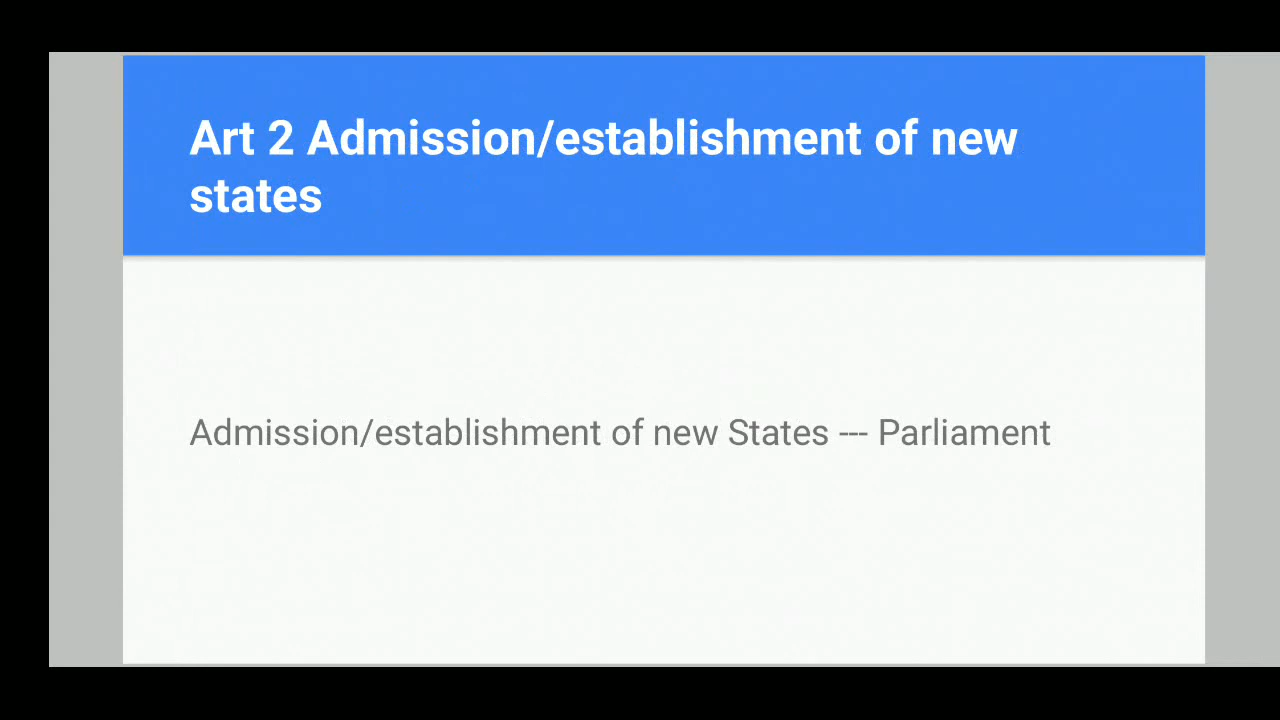 Art 2 Admission/establishment of new
states
Admission/establishment of new States --- Parliament